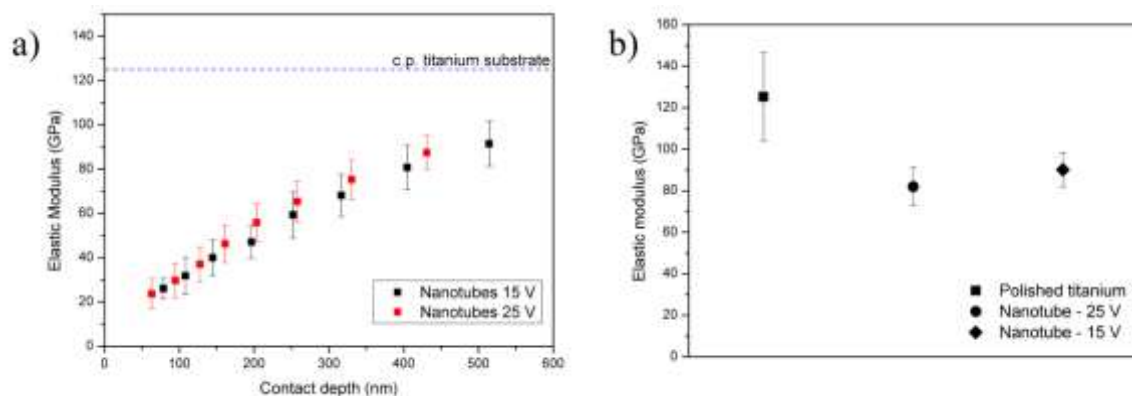 a)
Elastic Modulus (GPa)
140
120
100
80
60
40
20
0
c.p. titanium substrate
Nanotubes 15 V
Nanotubes 25 V
0 100 200 300 400 500 600
Contact depth (nm)
b)
Elastic modulus (GPa)
160
140
120
100
80
60
40
20
0
Polished titanium
Nanotube - 25 V
Nanotube - 15 V